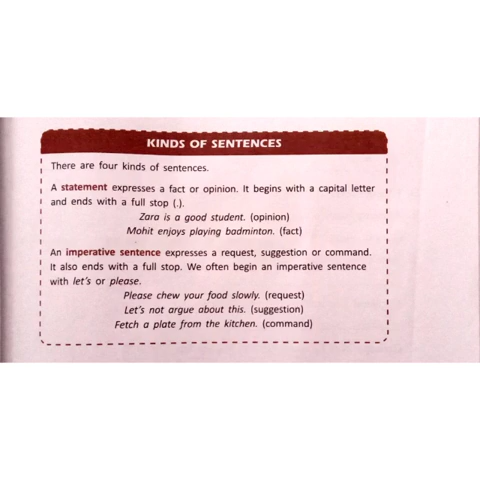 KINDS OF SENTENCES
There are four kinds of sentences.
A statement expresses a fact or opinion. It begins with a capital letter
and ends with a full stop (.).
Zara is a good student. (opinion)
Mohit enjoys playing badminton. (fact)
An imperative sentence expresses a request, suggestion or command.
It also ends with a full stop. We often begin an imperative sentence
with let's or please.
Please chew your food slowly. (request)
Let's not argue about this. (suggestion)
Fetch a plate from the kitchen. (command)